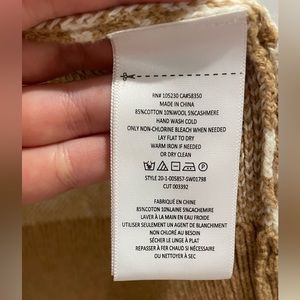 RN# 105230 CA#58350
MADE IN CHINA
85%COTTON 10%WOOL 5%CASHMERE
HAND WASH COLD
ONLY NON-CHLORINE BLEACH WHEN NEEDED
LAY FLAT TO DRY
WARM IRON IF NEEDED
OR DRY CLEAN
STYLE 20-1-005857-SW01798
CUT 003392
FABRIQUÉ EN CHINE
85%COTON 10%LAINE 5%CACHEMIRE
LAVER À LA MAIN EN EAU FROIDE
UTILISER SEULEMENT UN AGENT DE BLANCHIMENT
NON CHLORÉ AU BESOIN
SÉCHER LE LINGE À PLAT
REPASSER À FER CHAUD SI NÉCESSAIRE
OU NETTOYER À SEC